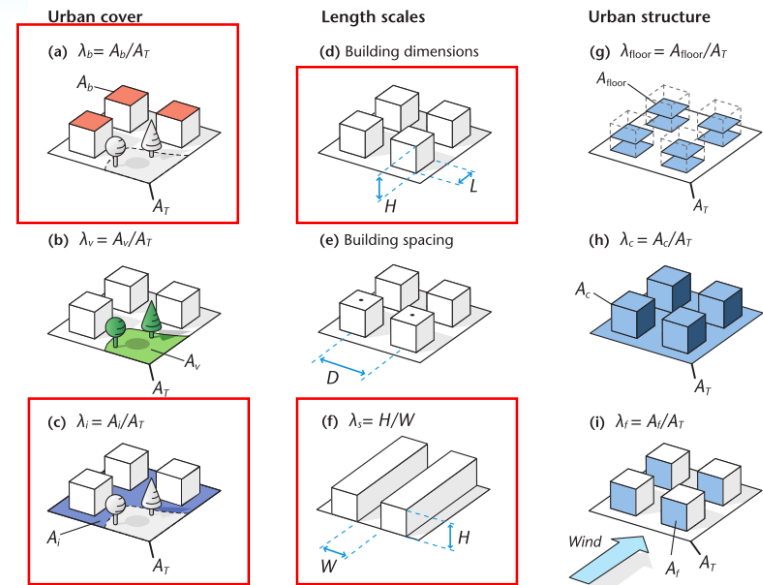 Urban cover
Length scales
Urban structure
(a) λb = Ab/AT
(d) Building dimensions
(g) λfloor = Afloor/AT
Ab
AT
H
L
Afloor
AT
(b) λv = Av/AT
(e) Building spacing
(h) λc = Ac/AT
Av
AT
D
Ac
AT
(c) λi = Ai/AT
(f) λs = H/W
(i) λf = Af/AT
Ai
AT
W
H
Wind
Af
AT